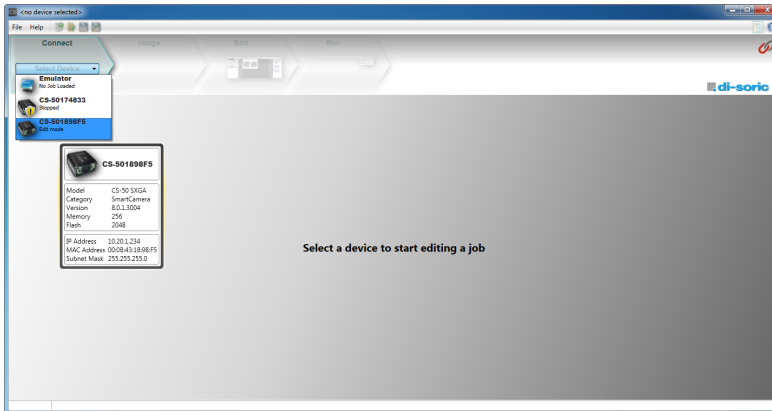 <no device selected>
File Help
Connect Image Edit Run
Select Device
di-soric
Emulator
No Job Loaded
CS-50174833
Stopped
CS-501898F5
Edit mode
CS-501898F5
Model CS-50 SXGA
Category SmartCamera
Version 8.0.1.3004
Memory 256
Flash 2048
IP Address 10.20.1.234
MAC Address 00:0B:43:18:98:F5
Subnet Mask 255.255.255.0
Select a device to start editing a job